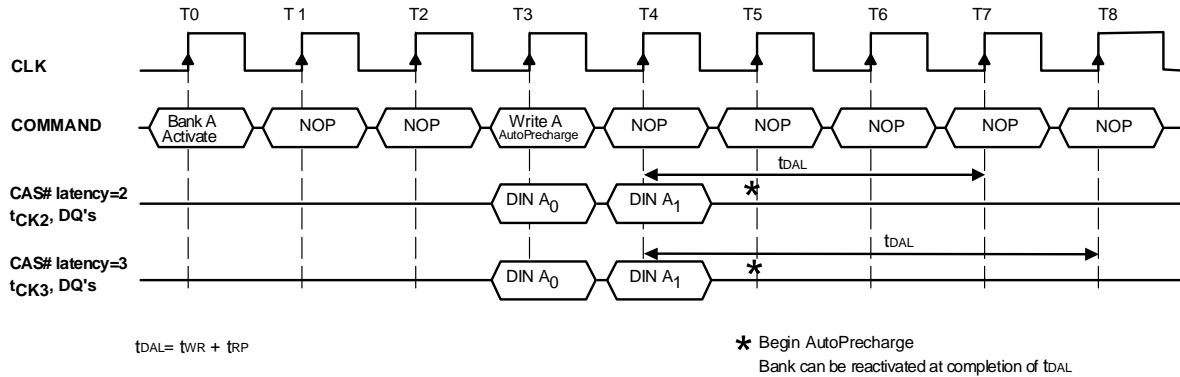 T0 T 1 T2 T3 T4 T5 T6 T7 T8
CLK
COMMAND
Bank A
Activate
NOP
NOP
Write A
AutoPrecharge
NOP
NOP
NOP
NOP
NOP
tDAL
CAS# latency=2
tCK2, DQ's
DIN A0
DIN A1
*
tDAL
CAS# latency=3
tCK3, DQ's
DIN A0
DIN A1
*
tDAL= tWR + tRP
* Begin AutoPrecharge
Bank can be reactivated at completion of tDAL